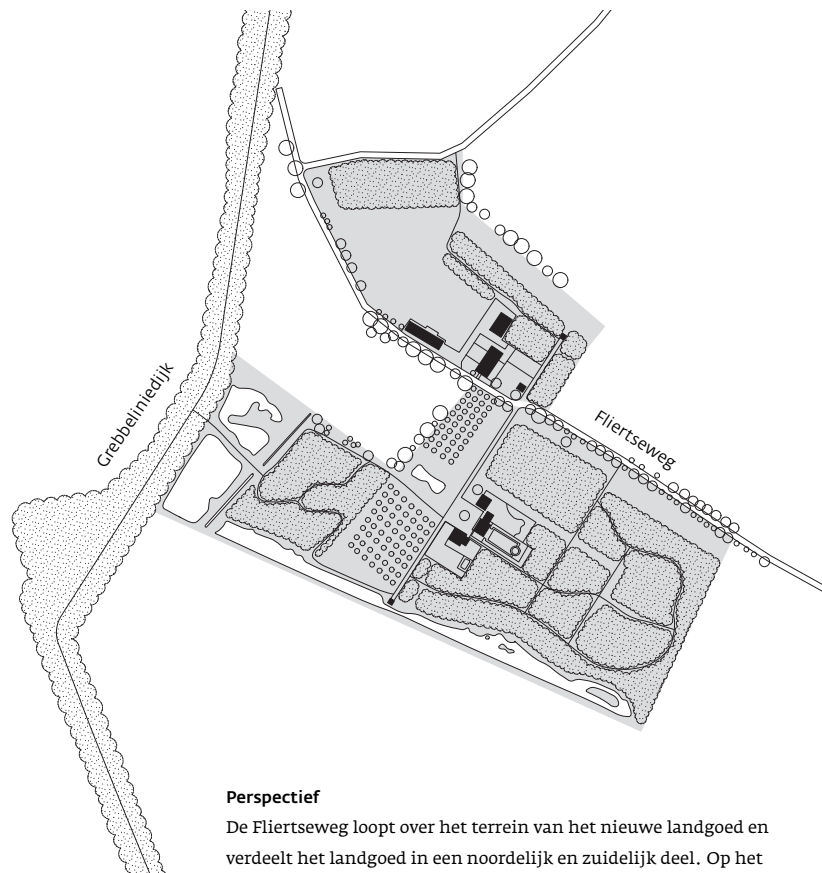 Grebbeliniedijk
Fliertseweg
Perspectief
De Fliertseweg loopt over het terrein van het nieuwe landgoed en
verdeelt het landgoed in een noordelijk en zuidelijk deel. Op het